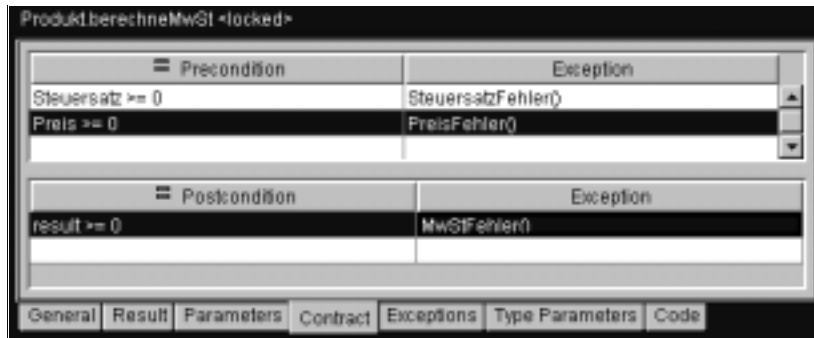 Produkt.berechneMwSt <locked>
Precondition Exception
Steuersatz >= 0 SteuersatzFehler()
Preis >= 0 PreisFehler()
Postcondition Exception
result >= 0 MwStFehler()
General Result Parameters Contract Exceptions Type Parameters Code